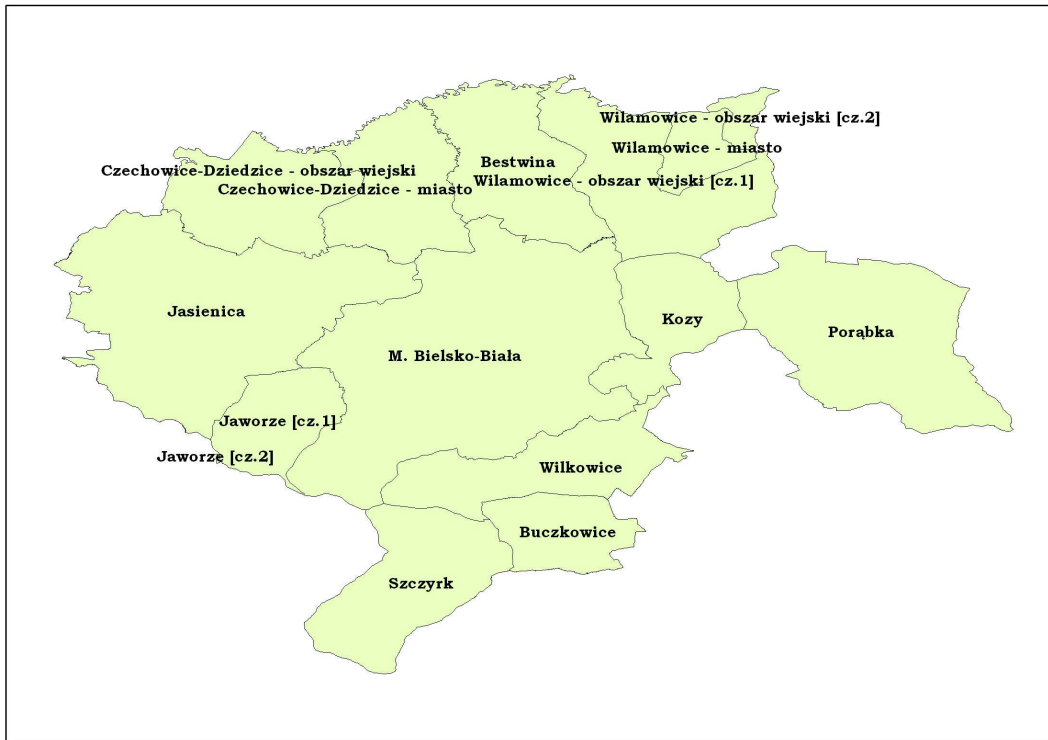 Wilamowice - obszar wiejski [cz.2]
Wilamowice - miasto
Bestwina
Czechowice-Dziedzice - obszar wiejski
Wilamowice - obszar wiejski [cz.1]
Czechowice-Dziedzice - miasto
Jasienica
Kozy
Porąbka
M. Bielsko-Biała
Jaworze [cz.1]
Jaworze [cz.2]
Wilkowice
Buczkowice
Szczyrk